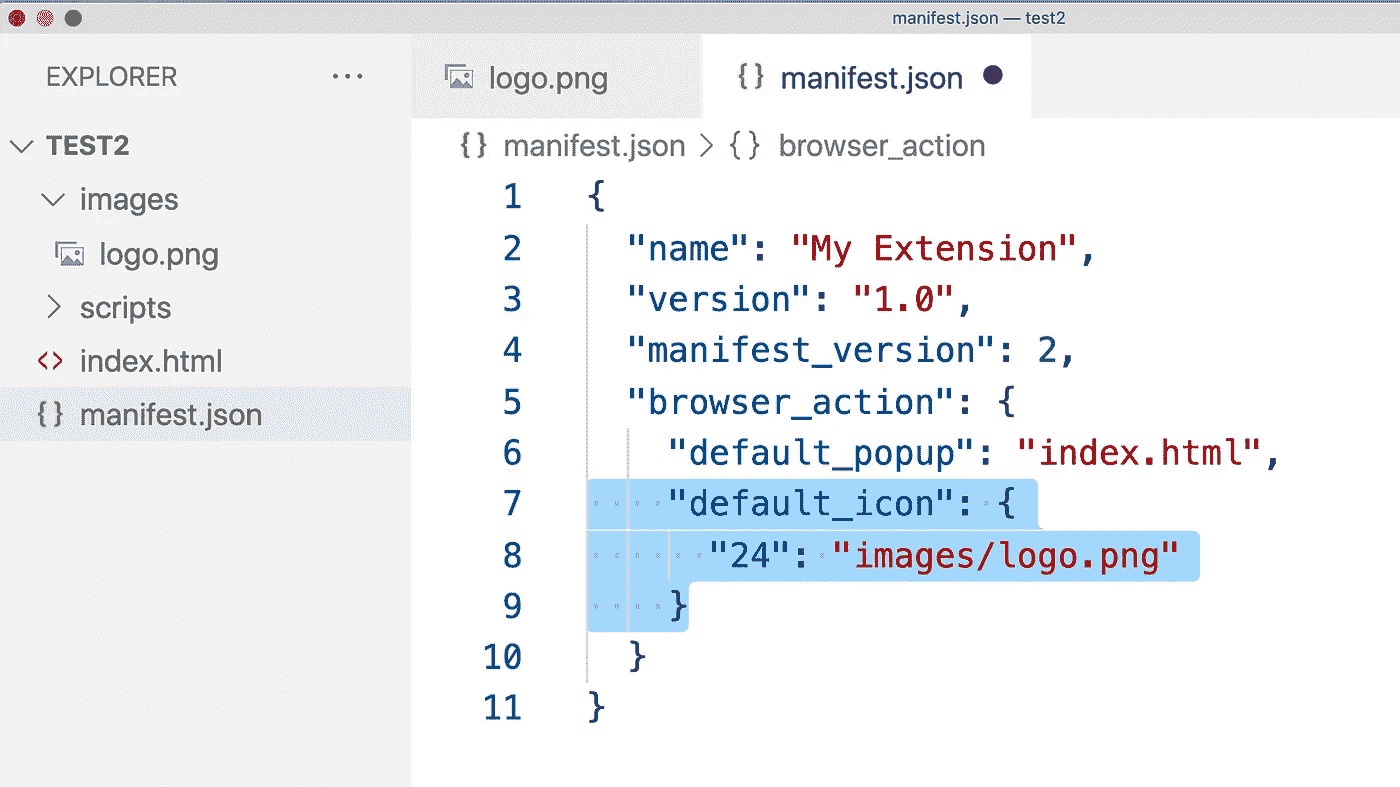 manifest.json — test2
EXPLORER ...
TEST2
images
logo.png
scripts
index.html
{} manifest.json
logo.png
{} manifest.json
{} manifest.json > {} browser_action
1 {
2 "name": "My Extension",
3 "version": "1.0",
4 "manifest_version": 2,
5 "browser_action": {
6 "default_popup": "index.html",
7 "default_icon": {
8 "24": "images/logo.png"
9 }
10 }
11 }